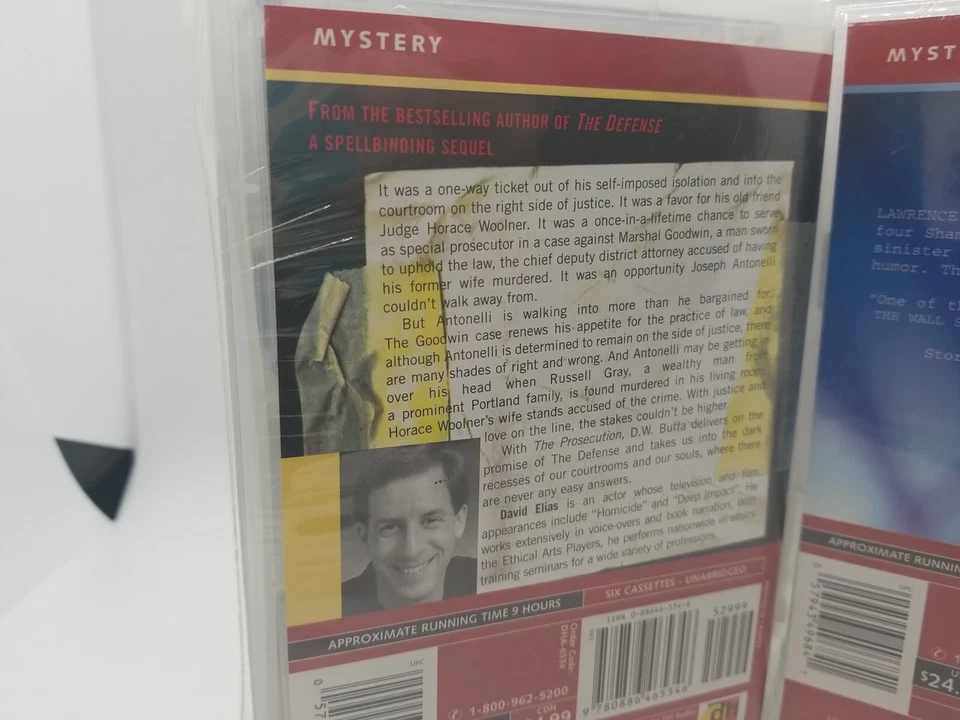 MYSTERY
FROM THE BESTSELLING AUTHOR OF THE DEFENSE
A SPELLBINDING SEQUEL
It was a one-way ticket out of his self-imposed isolation and into the
courtroom on the right side of justice. It was a favor for his old friend
Judge Horace Woolner. It was a once-in-a-lifetime chance to serve
as special prosecutor in a case against Marshal Goodwin, a man sworn
to uphold the law, the chief deputy district attorney accused of having
his former wife murdered. It was an opportunity Joseph Antonelli
couldn't walk away from.
But Antonelli is walking into more than he bargained for.
The Goodwin case renews his appetite for the practice of law, and
although Antonelli is determined to remain on the side of justice, there
are many shades of right and wrong. And Antonelli may be getting in
over his head when Russell Gray, a wealthy man from
a prominent Portland family, is found murdered in his living room.
Horace Woolner's wife stands accused of the crime. With justice and
love on the line, the stakes couldn't be higher.
With The Prosecution, D.W. Buffa delivers on the
promise of The Defense and takes us into the dark
recesses of our courtrooms and our souls, where there
are never any easy answers.
David Elias is an actor whose television and film
appearances include "Homicide" and "Deep Impact". He
works extensively in voice-overs and book narration. With
the Ethical Arts Players, he performs nationwide in ethics
training seminars for a wide variety of professions.
SIX CASSETTES - UNABRIDGED
APPROXIMATE RUNNING TIME 9 HOURS
UPC
0 57
Order Code:
DHA-6534
52999
9 780886 465346
1-800-962-5200
CDN
MYST
LAWRENCE
four Sham
sinister
humor. Th
"One of th
THE WALL S
Stor
APPROXIMATE RUNNIN
UPC
$24.